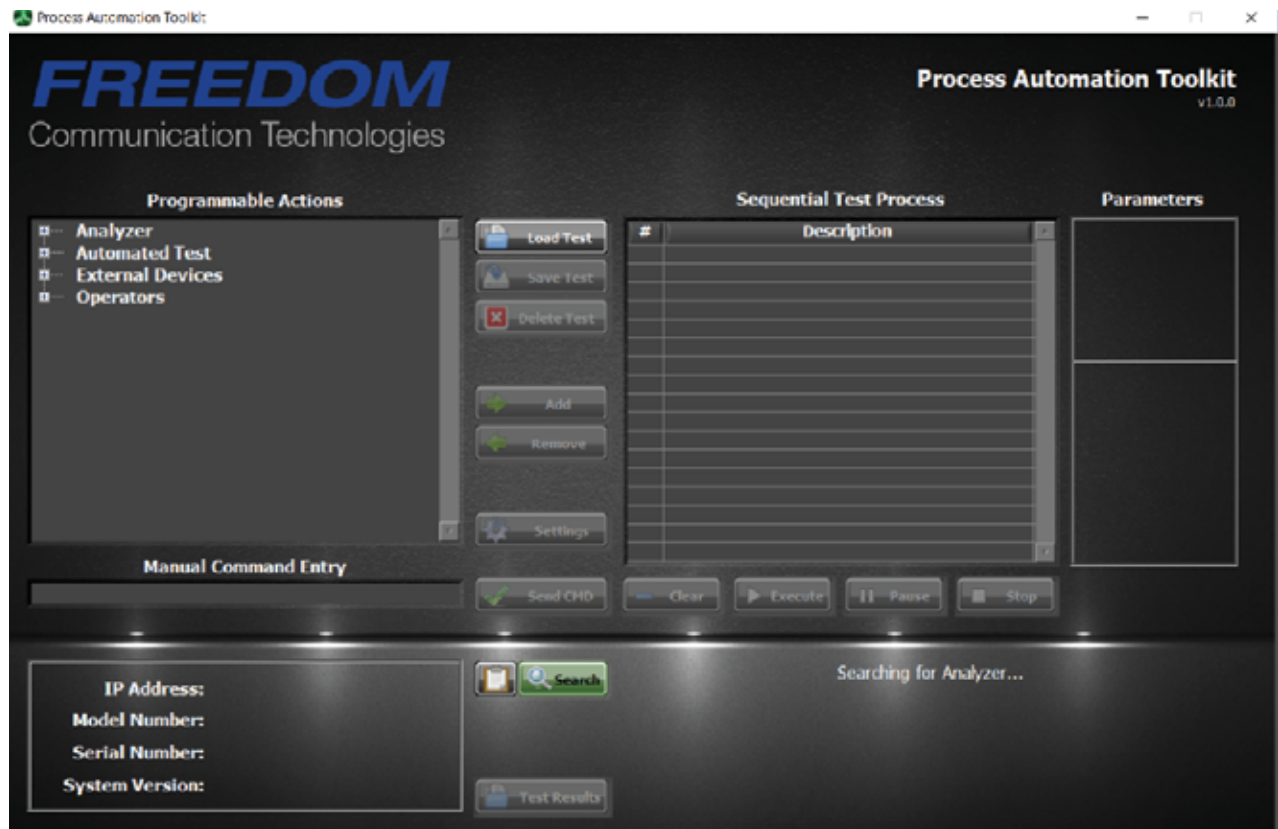 Process Automation Toolkit
FREEDOM
Communication Technologies
Process Automation Toolkit
v1.0.0
Programmable Actions
Analyzer
Automated Test
External Devices
Operators
Load Test
Save Test
Delete Test
Add
Remove
Settings
Sequential Test Process
# Description
Parameters
Manual Command Entry
Send CMD
Clear
Execute
Pause
Stop
IP Address:
Model Number:
Serial Number:
System Version:
Search
Searching for Analyzer...
Test Results